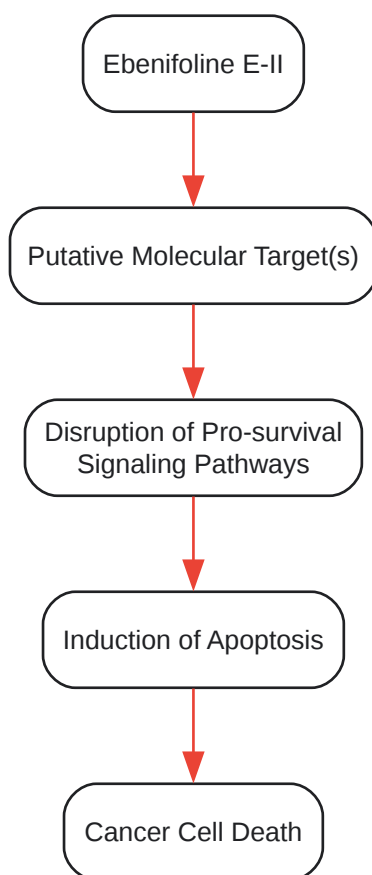 Ebenifoline E-II
Putative Molecular Target(s)
Disruption of Pro-survival
Signaling Pathways
Induction of Apoptosis
Cancer Cell Death